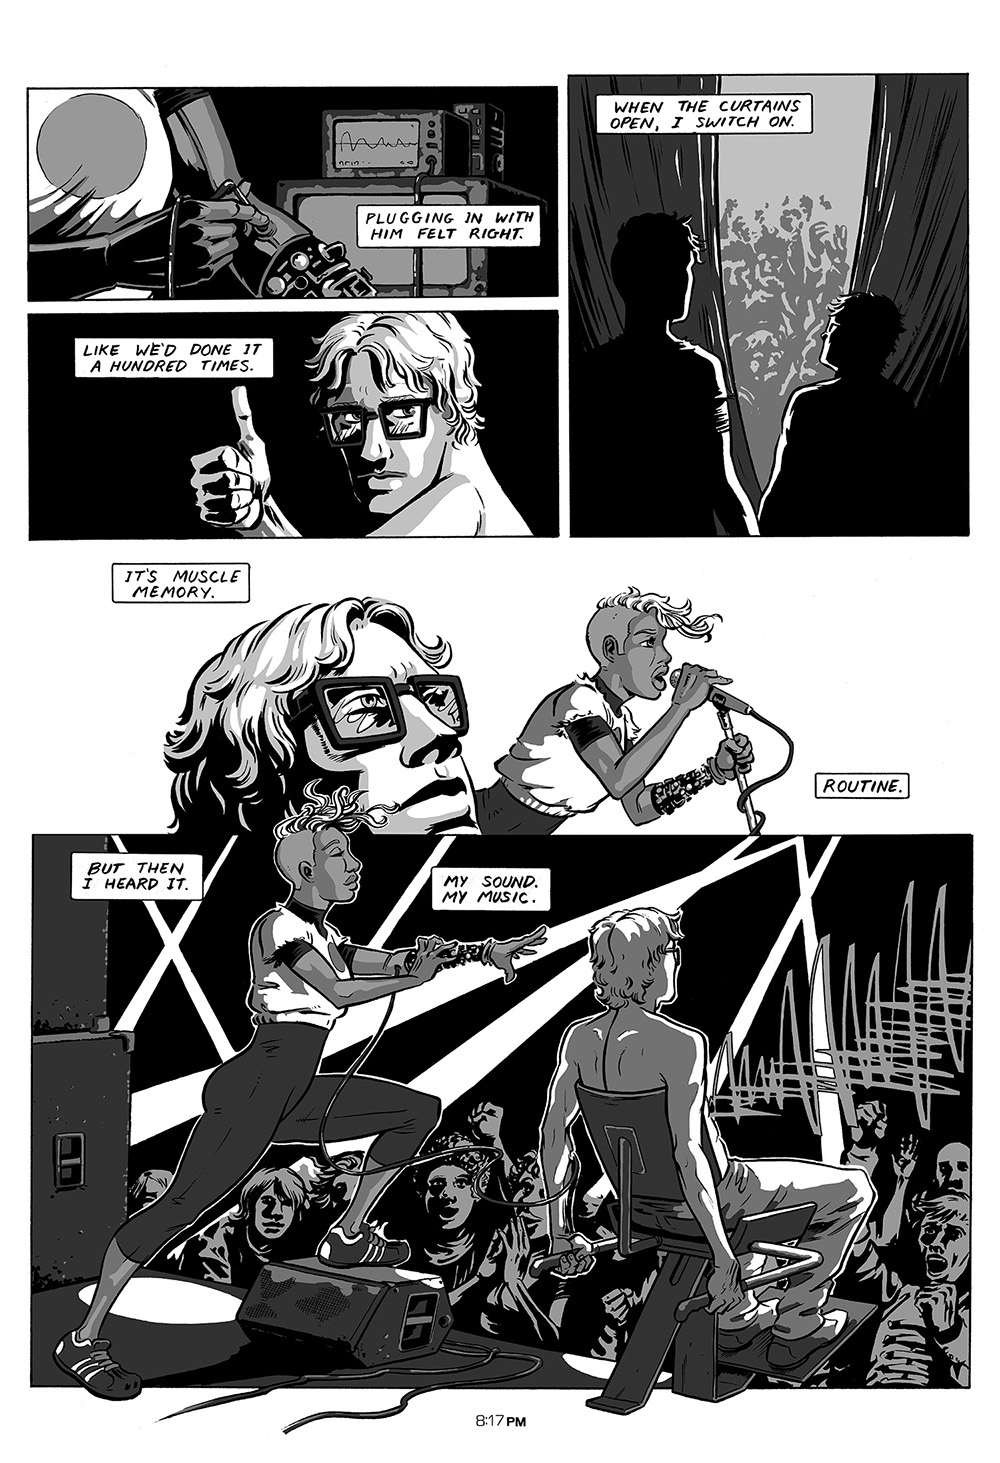 PLUGGING IN WITH
HIM FELT RIGHT.
LIKE WE'D DONE IT
A HUNDRED TIMES.
WHEN THE CURTAINS
OPEN, I SWITCH ON.
IT'S MUSCLE
MEMORY.
ROUTINE.
BUT THEN
I HEARD IT.
MY SOUND.
MY MUSIC.
8:17 PM